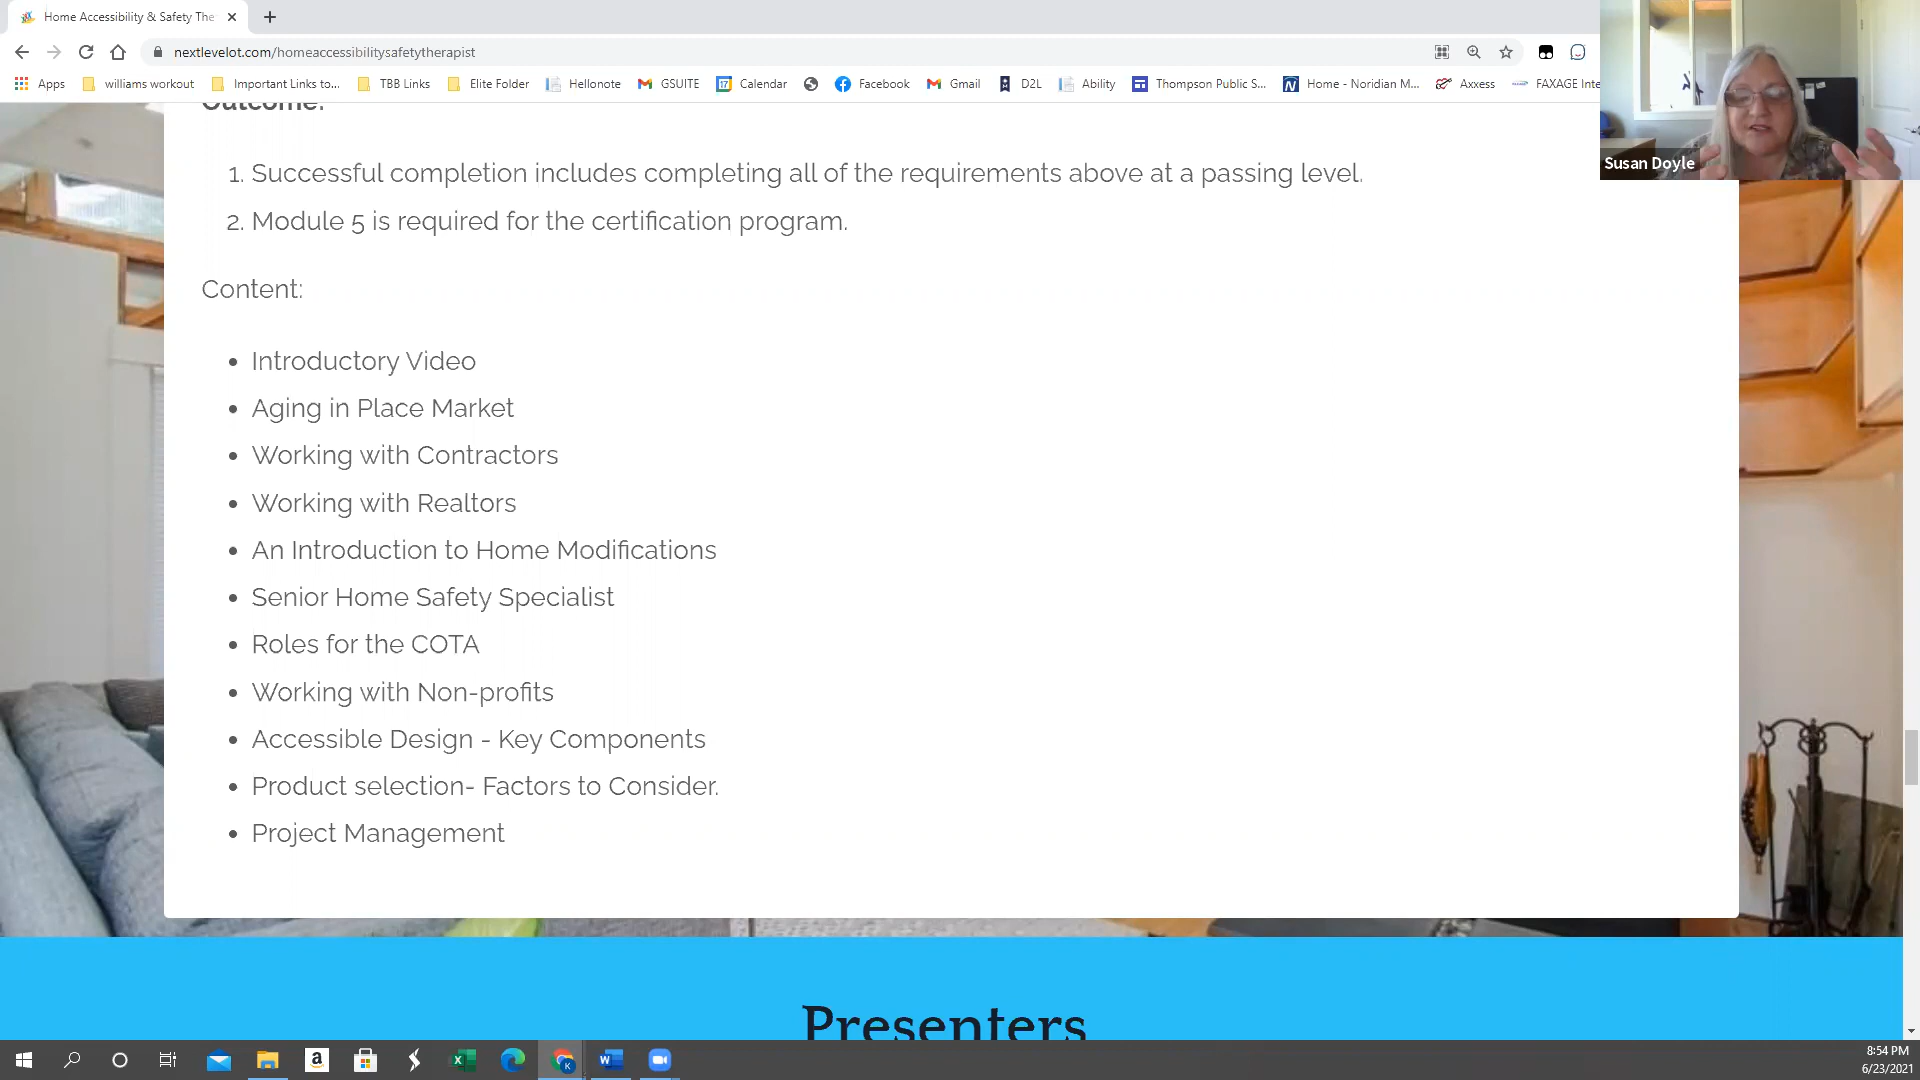 Home Accessibility & Safety The
nextlevelot.com/homeaccessibilitysafetytherapist
Apps williams workout Important Links to... TBB Links Elite Folder Hellonote GSUITE 17 Calendar Facebook Gmail D2L Ability Thompson Public S... Home - Noridian M... Axxess FAXAGE Inte
Susan Doyle
Outcome:
1. Successful completion includes completing all of the requirements above at a passing level.
2. Module 5 is required for the certification program.
Content:
• Introductory Video
• Aging in Place Market
• Working with Contractors
• Working with Realtors
• An Introduction to Home Modifications
• Senior Home Safety Specialist
• Roles for the COTA
• Working with Non-profits
• Accessible Design - Key Components
• Product selection- Factors to Consider.
• Project Management
Presenters
8:54 PM
6/23/2021